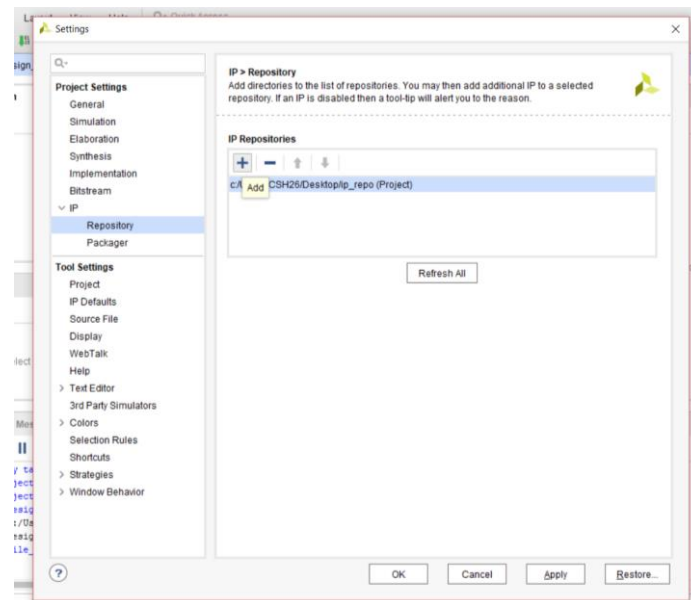 Settings
Project Settings
General
Simulation
Elaboration
Synthesis
Implementation
Bitstream
IP
Repository
Packager
Tool Settings
Project
IP Defaults
Source File
Display
WebTalk
Help
Text Editor
3rd Party Simulators
Colors
Selection Rules
Shortcuts
Strategies
Window Behavior
IP > Repository
Add directories to the list of repositories. You may then add additional IP to a selected
repository. If an IP is disabled then a tool-tip will alert you to the reason.
IP Repositories
CSH26/Desktop/ip_repo (Project)
Add
Refresh All
?
OK
Cancel
Apply
Restore...